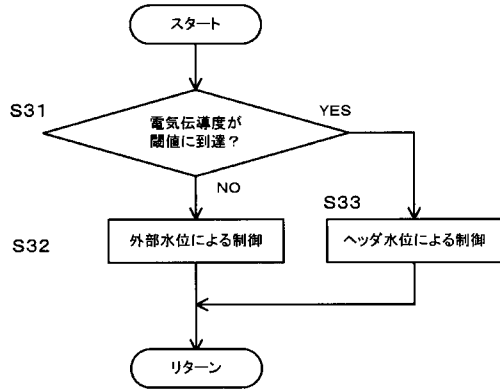 スタート
S31
電気伝導度が
閾値に到達？
YES
NO
S33
S32
外部水位による制御
ヘッダ水位による制御
リターン